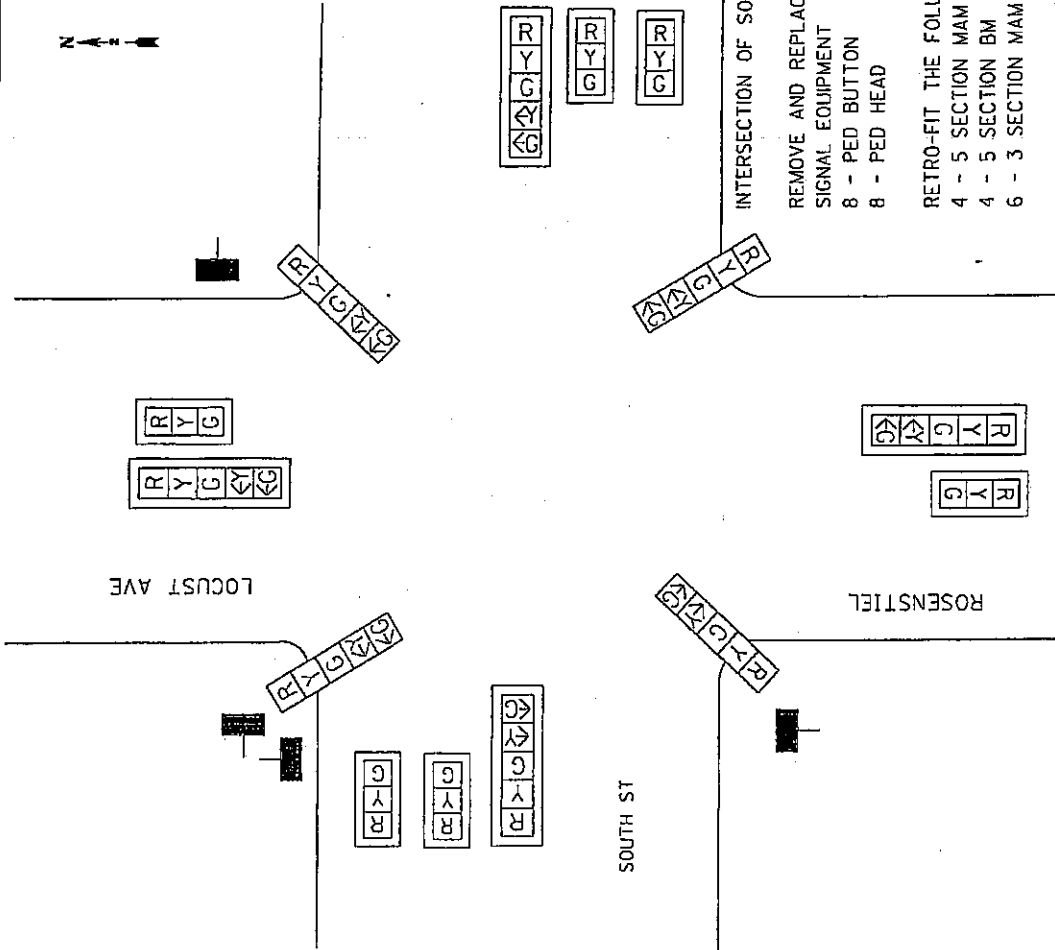 N
R
Y
G
←Y
←G
R
Y
G
R
Y
G
R
Y
G
←Y
←G
R
Y
G
R
Y
G
←Y
←G
LOCUST AVE
R
Y
G
←Y
←G
R
Y
G
R
Y
G
R
Y
G
←Y
←G
SOUTH ST
R
Y
G
←Y
←G
R
Y
G
←Y
←G
R
Y
G
←Y
←G
R
Y
G
ROSENSTIEL
INTERSECTION OF SO
REMOVE AND REPLAC
SIGNAL EQUIPMENT
8 - PED BUTTON
8 - PED HEAD
RETRO-FIT THE FOLL
4 - 5 SECTION MAM
4 - 5 SECTION BM
6 - 3 SECTION MAM